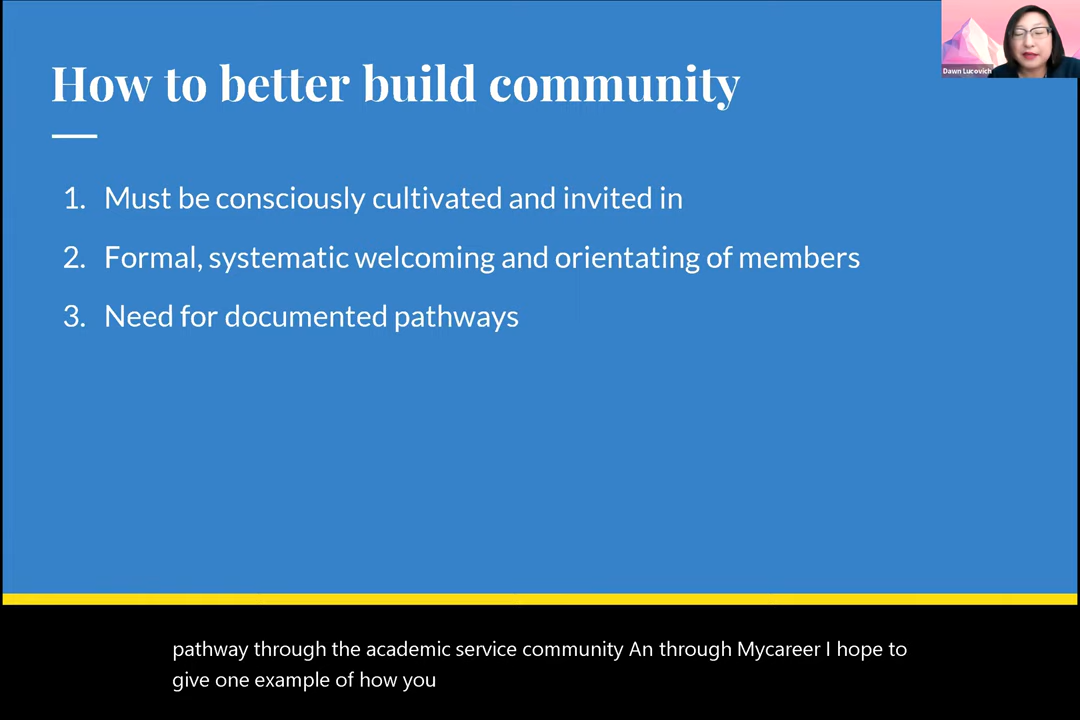 How to better build community
1. Must be consciously cultivated and invited in
2. Formal, systematic welcoming and orientating of members
3. Need for documented pathways
Dawn Lucovich
pathway through the academic service community An through Mycareer I hope to
give one example of how you